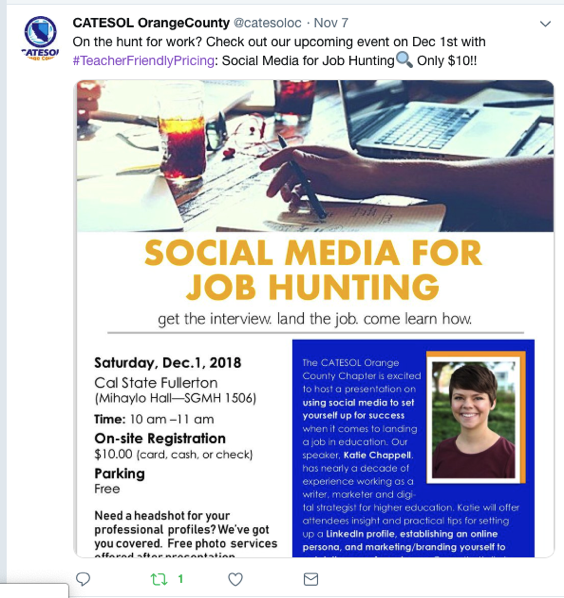 CATESOL OrangeCounty @catesoloc · Nov 7
On the hunt for work? Check out our upcoming event on Dec 1st with
#TeacherFriendlyPricing: Social Media for Job Hunting🔍 Only $10!!
SOCIAL MEDIA FOR
JOB HUNTING
get the interview. land the job. come learn how.
Saturday, Dec.1, 2018
Cal State Fullerton
(Mihaylo Hall—SGMH 1506)
Time: 10 am –11 am
On-site Registration
$10.00 (card, cash, or check)
Parking
Free
Need a headshot for your
professional profiles? We've got
you covered. Free photo services
offered after presentation
The CATESOL Orange
County Chapter is excited
to host a presentation on
using social media to set
yourself up for success
when it comes to landing
a job in education. Our
speaker, Katie Chappell,
has nearly a decade of
experience working as a
writer, marketer and digi-
tal strategist for higher education. Katie will offer
attendees insight and practical tips for setting
up a LinkedIn profile, establishing an online
persona, and marketing/branding yourself to
1